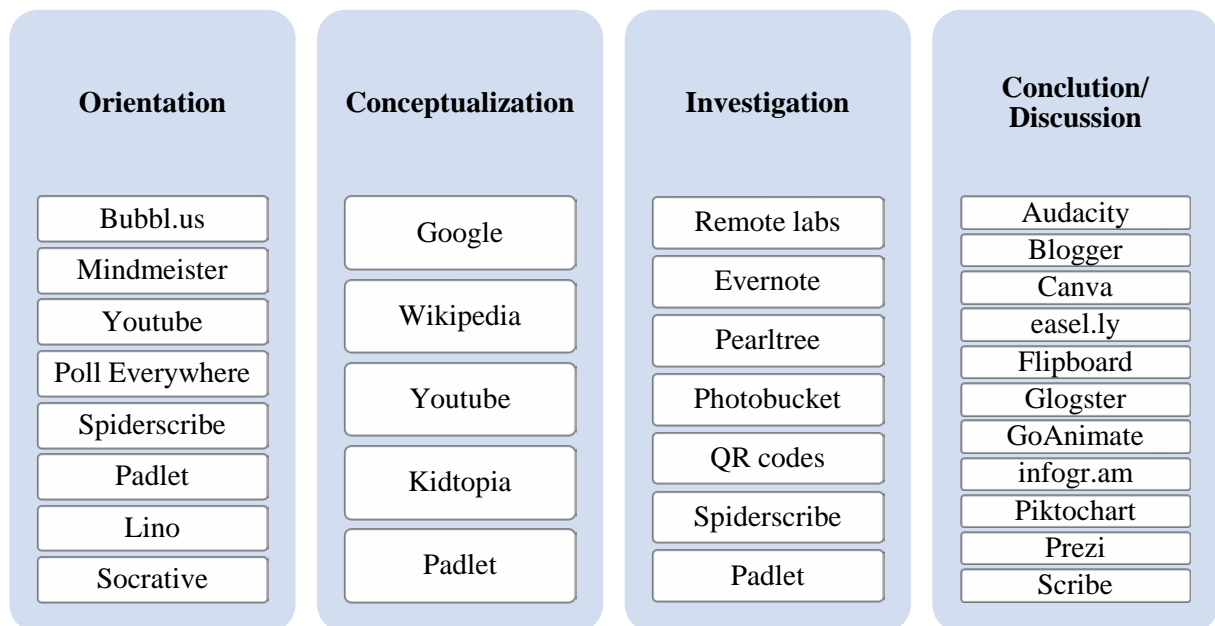 Orientation
Bubbl.us
Mindmeister
Youtube
Poll Everywhere
Spiderscribe
Padlet
Lino
Socrative
Conceptualization
Google
Wikipedia
Youtube
Kidtopia
Padlet
Investigation
Remote labs
Evernote
Pearltree
Photobucket
QR codes
Spiderscribe
Padlet
Conclution/
Discussion
Audacity
Blogger
Canva
easel.ly
Flipboard
Glogster
GoAnimate
infogr.am
Piktochart
Prezi
Scribe